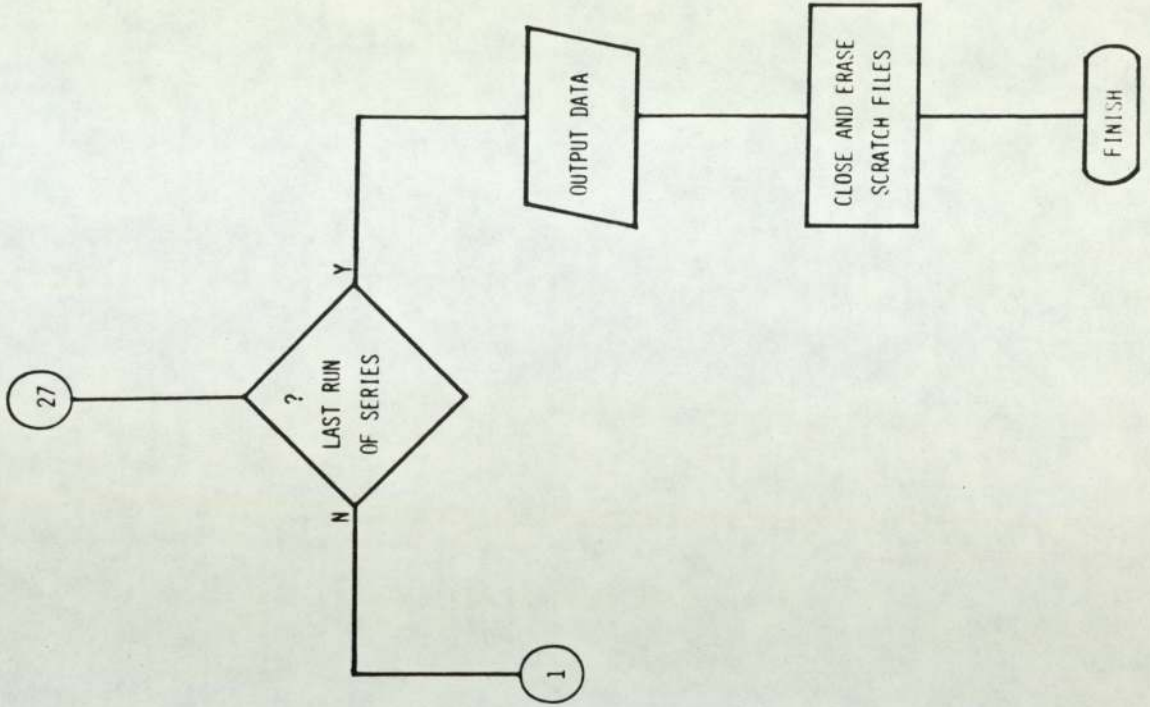 27
?
LAST RUN
OF SERIES
N
Y
1
OUTPUT DATA
CLOSE AND ERASE
SCRATCH FILES
FINISH